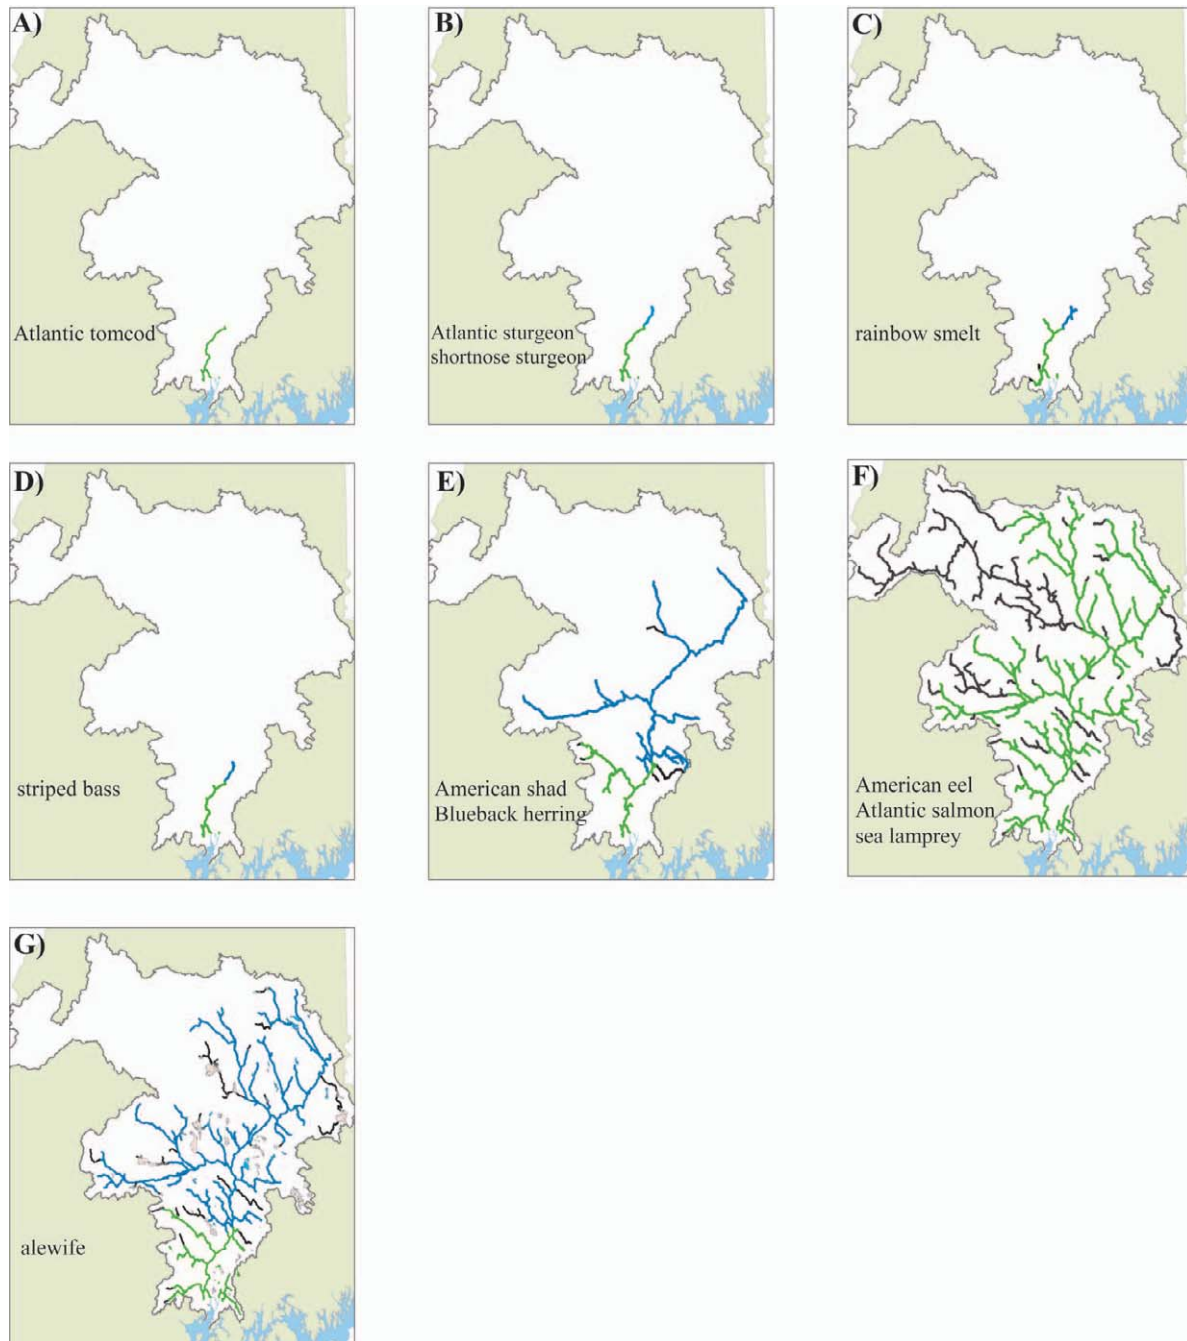 A)
Atlantic tomcod
B)
Atlantic sturgeon
shortnose sturgeon
C)
rainbow smelt
D)
striped bass
E)
American shad
Blueback herring
F)
American eel
Atlantic salmon
sea lamprey
G)
alewife